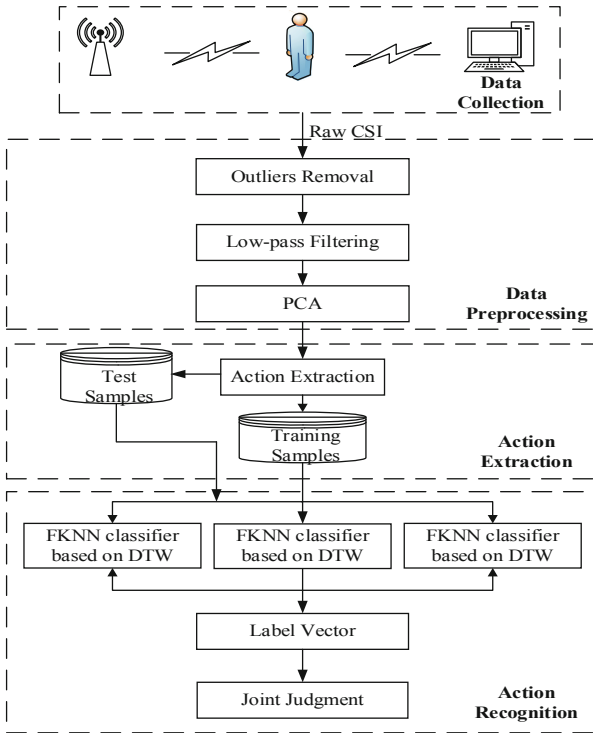 Data
Collection
Raw CSI
Outliers Removal
Low-pass Filtering
PCA
Data
Preprocessing
Test
Samples
Action Extraction
Training
Samples
Action
Extraction
FKNN classifier
based on DTW
FKNN classifier
based on DTW
FKNN classifier
based on DTW
Label Vector
Joint Judgment
Action
Recognition